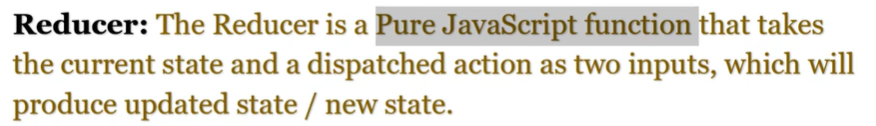 Reducer: The Reducer is a Pure JavaScript function that takes
the current state and a dispatched action as two inputs, which will
produce updated state / new state.